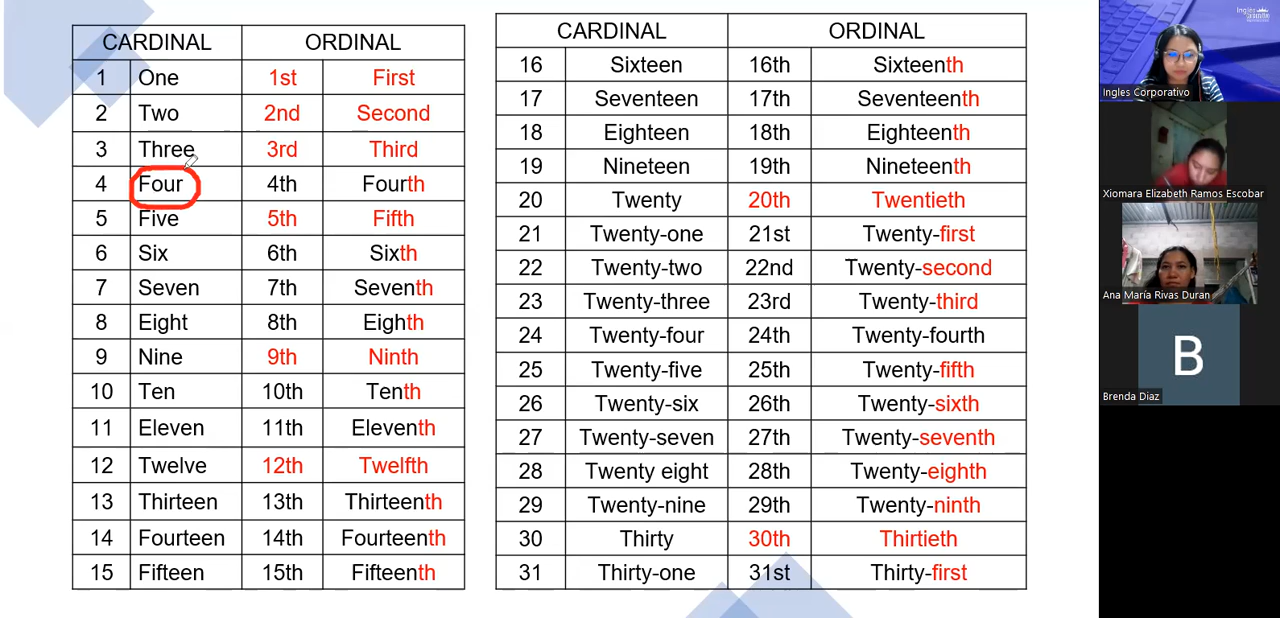 CARDINAL ORDINAL
1 One 1st First
2 Two 2nd Second
3 Three 3rd Third
4 Four 4th Fourth
5 Five 5th Fifth
6 Six 6th Sixth
7 Seven 7th Seventh
8 Eight 8th Eighth
9 Nine 9th Ninth
10 Ten 10th Tenth
11 Eleven 11th Eleventh
12 Twelve 12th Twelfth
13 Thirteen 13th Thirteenth
14 Fourteen 14th Fourteenth
15 Fifteen 15th Fifteenth
CARDINAL ORDINAL
16 Sixteen 16th Sixteenth
17 Seventeen 17th Seventeenth
18 Eighteen 18th Eighteenth
19 Nineteen 19th Nineteenth
20 Twenty 20th Twentieth
21 Twenty-one 21st Twenty-first
22 Twenty-two 22nd Twenty-second
23 Twenty-three 23rd Twenty-third
24 Twenty-four 24th Twenty-fourth
25 Twenty-five 25th Twenty-fifth
26 Twenty-six 26th Twenty-sixth
27 Twenty-seven 27th Twenty-seventh
28 Twenty eight 28th Twenty-eighth
29 Twenty-nine 29th Twenty-ninth
30 Thirty 30th Thirtieth
31 Thirty-one 31st Thirty-first
Ingles
Ingles Corporativo
Xiomara Elizabeth Ramos Escobar
Ana María Rivas Duran
B
Brenda Diaz